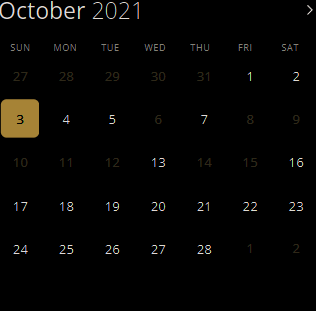 October 2021
SUN MON TUE WED THU FRI SAT
27 28 29 30 31 1 2
3 4 5 6 7 8 9
10 11 12 13 14 15 16
17 18 19 20 21 22 23
24 25 26 27 28 1 2